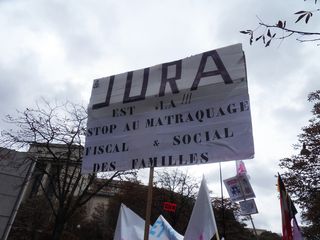 JURA
EST LA !!!
STOP AU MATRAQUAGE
FISCAL & SOCIAL
DES FAMILLES